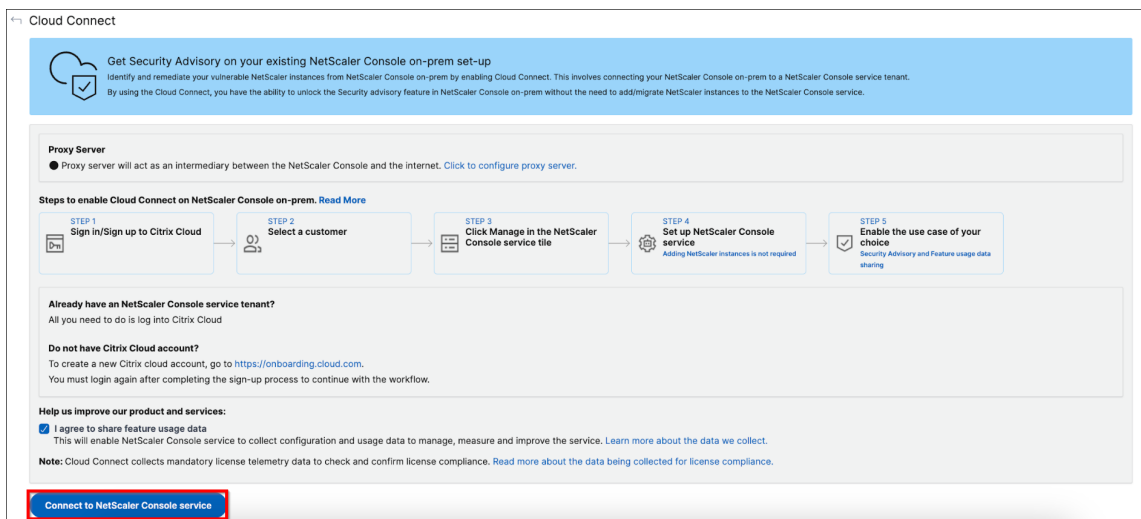 Cloud Connect
Get Security Advisory on your existing NetScaler Console on-prem set-up
Identify and remediate your vulnerable NetScaler instances from NetScaler Console on-prem by enabling Cloud Connect. This involves connecting your NetScaler Console on-prem to a NetScaler Console service tenant.
By using the Cloud Connect, you have the ability to unlock the Security advisory feature in NetScaler Console on-prem without the need to add/migrate NetScaler instances to the NetScaler Console service.
Proxy Server
Proxy server will act as an intermediary between the NetScaler Console and the internet. Click to configure proxy server.
Steps to enable Cloud Connect on NetScaler Console on-prem. Read More
STEP 1
Sign in/Sign up to Citrix Cloud
STEP 2
Select a customer
STEP 3
Click Manage in the NetScaler
Console service tile
STEP 4
Set up NetScaler Console
service
Adding NetScaler instances is not required
STEP 5
Enable the use case of your
choice
Security Advisory and Feature usage data
sharing
Already have an NetScaler Console service tenant?
All you need to do is log into Citrix Cloud
Do not have Citrix Cloud account?
To create a new Citrix cloud account, go to https://onboarding.cloud.com.
You must login again after completing the sign-up process to continue with the workflow.
Help us improve our product and services:
I agree to share feature usage data
This will enable NetScaler Console service to collect configuration and usage data to manage, measure and improve the service. Learn more about the data we collect.
Note: Cloud Connect collects mandatory license telemetry data to check and confirm license compliance. Read more about the data being collected for license compliance.
Connect to NetScaler Console service